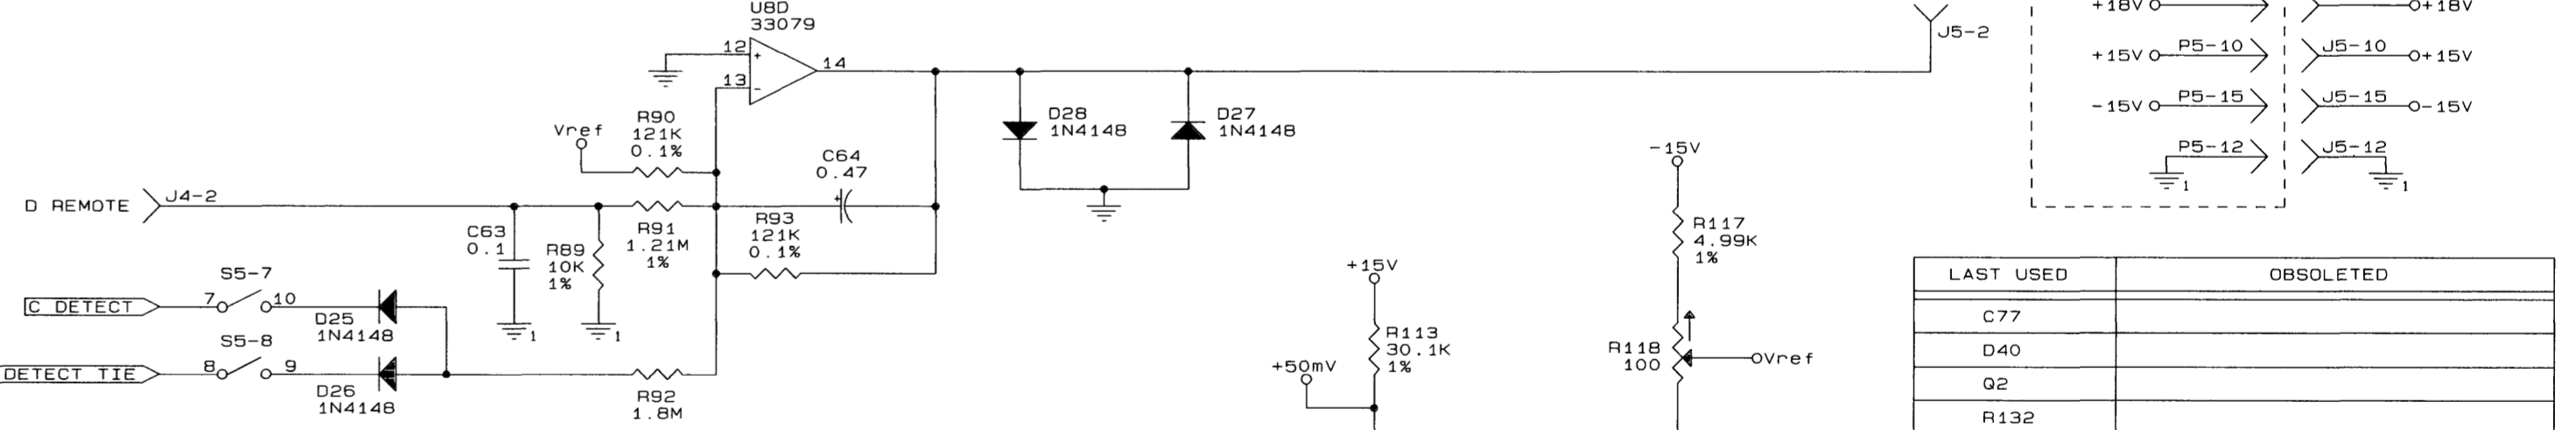 U8D
33079
12
+
13
-
14
J5-2
+18V
+18V
+15V
P5-10
J5-10
+15V
-15V
P5-15
J5-15
-15V
P5-12
J5-12
1
1
Vref
R90
121K
0.1%
D28
1N4148
D27
1N4148
C64
0.47
+
D REMOTE
J4-2
C63
0.1
R89
10K
1%
R91
1.21M
1%
R93
121K
0.1%
1
1
S5-7
C DETECT
7
10
D25
1N4148
S5-8
DETECT TIE
8
9
D26
1N4148
R92
1.8M
+15V
R113
30.1K
1%
+50mV
-15V
R117
4.99K
1%
R118
100
Vref
LAST USED
OBSOLETED
C77
D40
Q2
R132